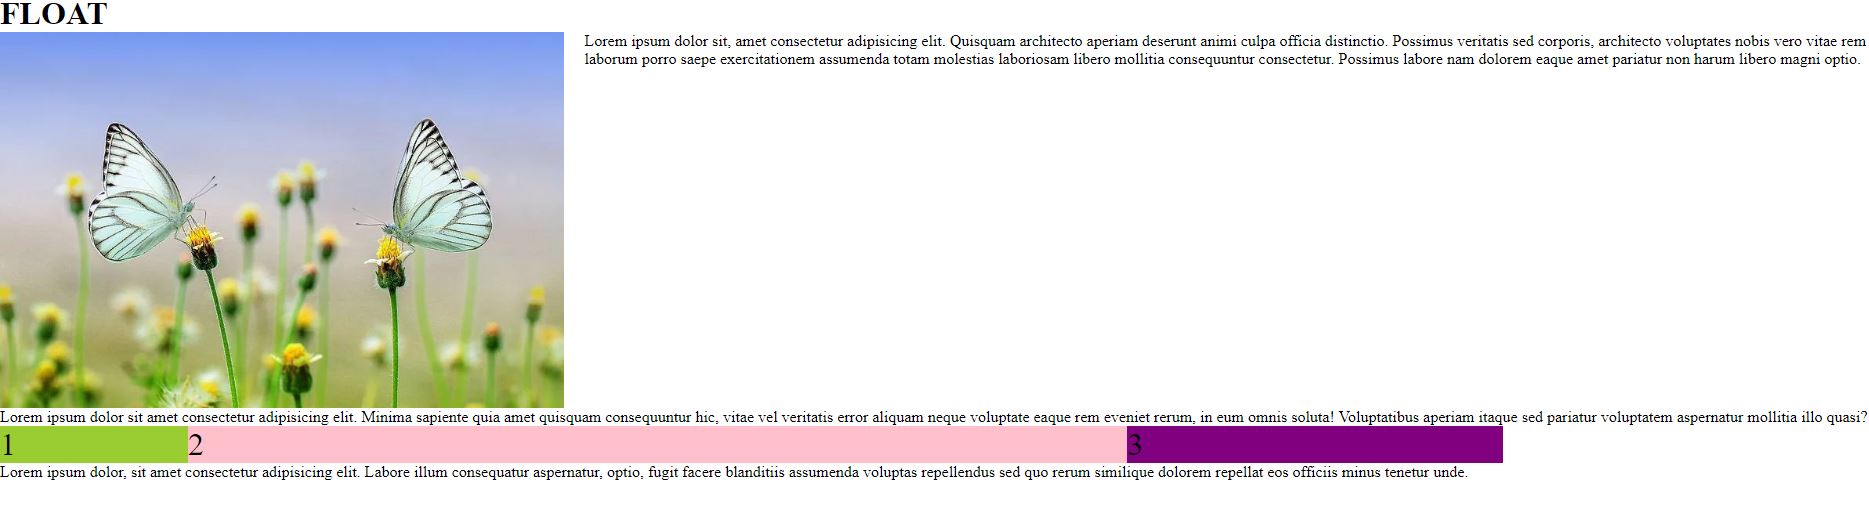 FLOAT
Lorem ipsum dolor sit, amet consectetur adipisicing elit. Quisquam architecto aperiam deserunt animi culpa officia distinctio. Possimus veritatis sed corporis, architecto voluptates nobis vero vitae rem
laborum porro saepe exercitationem assumenda totam molestias laboriosam libero mollitia consequuntur consectetur. Possimus labore nam dolorem eaque amet pariatur non harum libero magni optio.
Lorem ipsum dolor sit amet consectetur adipisicing elit. Minima sapiente quia amet quisquam consequuntur hic, vitae vel veritatis error aliquam neque voluptate eaque rem eveniet rerum, in eum omnis soluta! Voluptatibus aperiam itaque sed pariatur voluptatem aspernatur mollitia illo quasi?
1 2 3
Lorem ipsum dolor, sit amet consectetur adipisicing elit. Labore illum consequatur aspernatur, optio, fugit facere blanditiis assumenda voluptas repellendus sed quo rerum similique dolorem repellat eos officiis minus tenetur unde.